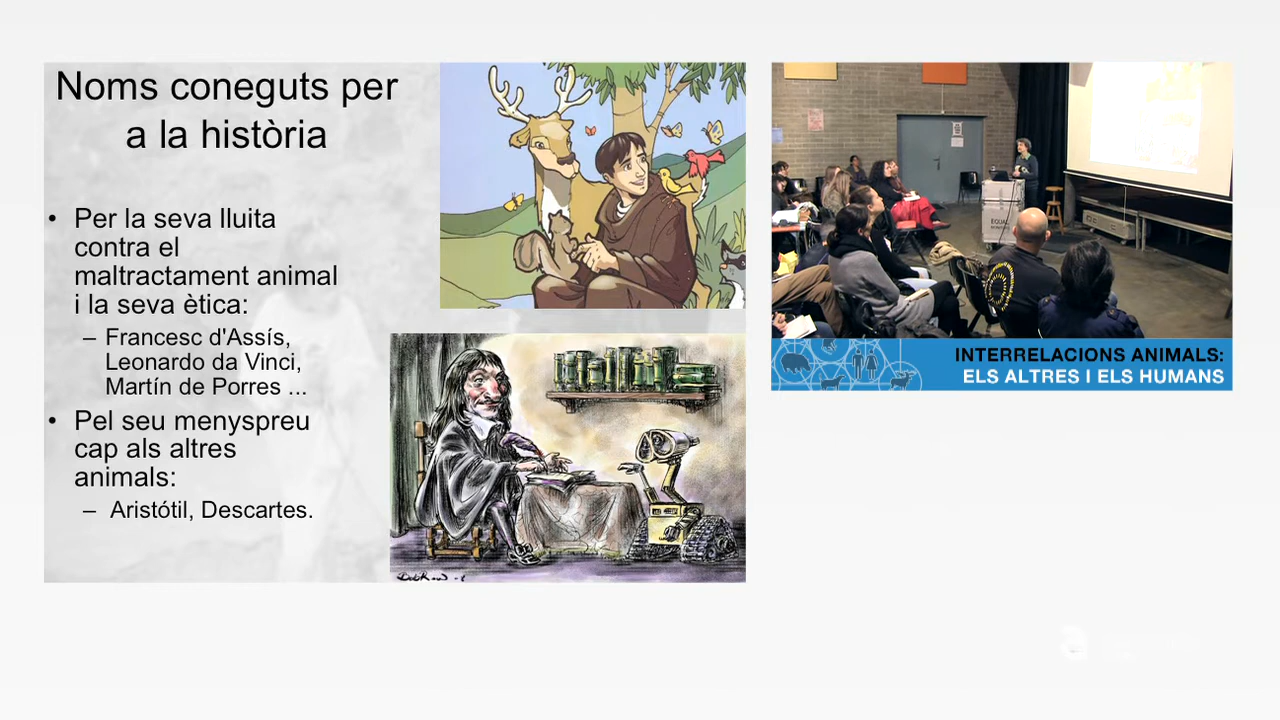 Noms coneguts per
a la història
• Per la seva lluita
contra el
maltractament animal
i la seva ètica:
– Francesc d'Assís,
Leonardo da Vinci,
Martín de Porres ...
• Pel seu menyspreu
cap als altres
animals:
– Aristótil, Descartes.
EQUAL
INTERRELACIONS ANIMALS:
ELS ALTRES I ELS HUMANS